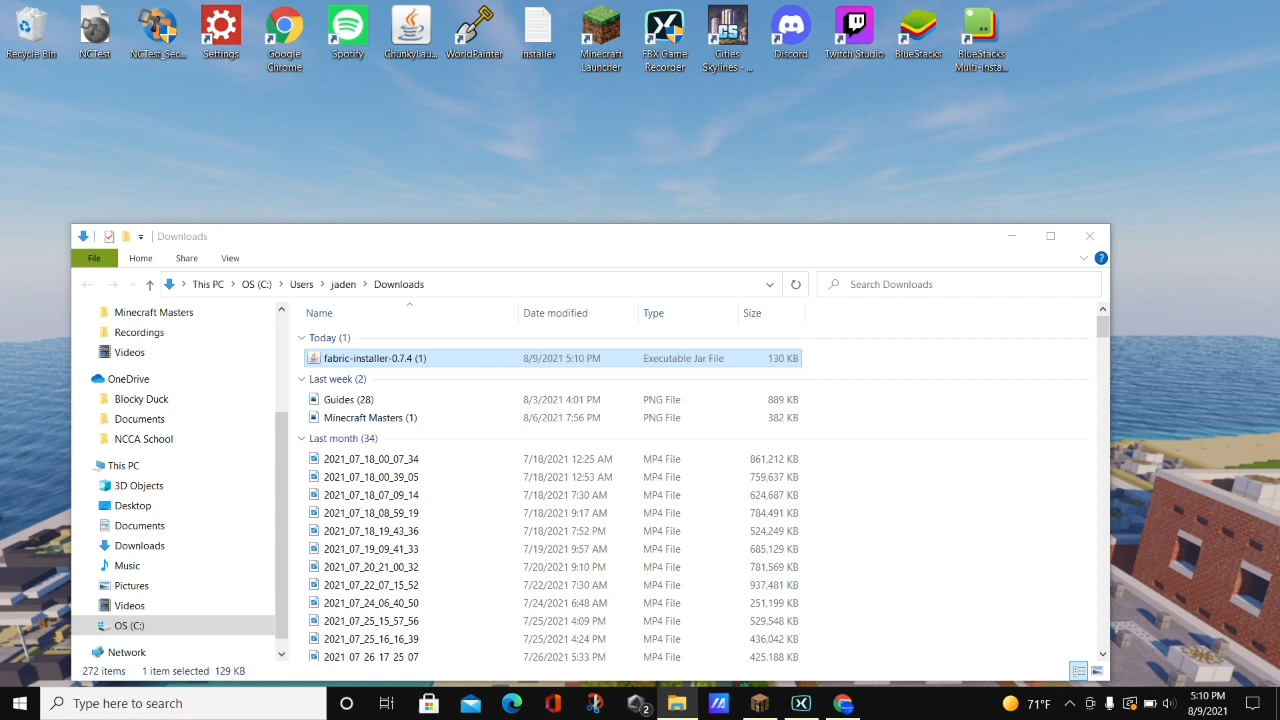 Recycle Bin
NCTest
NCTest_Sec...
Settings
Google Chrome
Spotify
ChunkyLau...
WorldPainter
Installer
Minecraft Launcher
FBX Game Recorder
Cities Skylines - ...
Discord
Twitch Studio
BlueStacks
BlueStacks Multi-Insta...
Downloads
File Home Share View
This PC > OS (C:) > Users > jaden > Downloads
Search Downloads
Minecraft Masters
Recordings
Videos
OneDrive
Blocky Duck
Documents
NCCA School
This PC
3D Objects
Desktop
Documents
Downloads
Music
Pictures
Videos
OS (C:)
Network
Name Date modified Type Size
Today (1)
fabric-installer-0.7.4 (1) 8/9/2021 5:10 PM Executable Jar File 130 KB
Last week (2)
Guides (28) 8/3/2021 4:01 PM PNG File 889 KB
Minecraft Masters (1) 8/6/2021 7:56 PM PNG File 382 KB
Last month (34)
2021_07_18_00_07_34 7/18/2021 12:25 AM MP4 File 861,212 KB
2021_07_18_00_39_05 7/18/2021 12:53 AM MP4 File 759,637 KB
2021_07_18_07_09_14 7/18/2021 7:30 AM MP4 File 624,687 KB
2021_07_18_08_59_19 7/18/2021 9:17 AM MP4 File 784,491 KB
2021_07_18_19_43_36 7/18/2021 7:52 PM MP4 File 524,249 KB
2021_07_19_09_41_33 7/19/2021 9:57 AM MP4 File 685,129 KB
2021_07_20_21_00_32 7/20/2021 9:10 PM MP4 File 781,569 KB
2021_07_22_07_15_52 7/22/2021 7:30 AM MP4 File 937,481 KB
2021_07_24_06_40_50 7/24/2021 6:48 AM MP4 File 251,199 KB
2021_07_25_15_57_56 7/25/2021 4:09 PM MP4 File 529,548 KB
2021_07_25_16_16_39 7/25/2021 4:24 PM MP4 File 436,042 KB
2021_07_26_17_25_07 7/26/2021 5:33 PM MP4 File 425,188 KB
272 items 1 item selected 129 KB
Type here to search
2
71°F
5:10 PM
8/9/2021